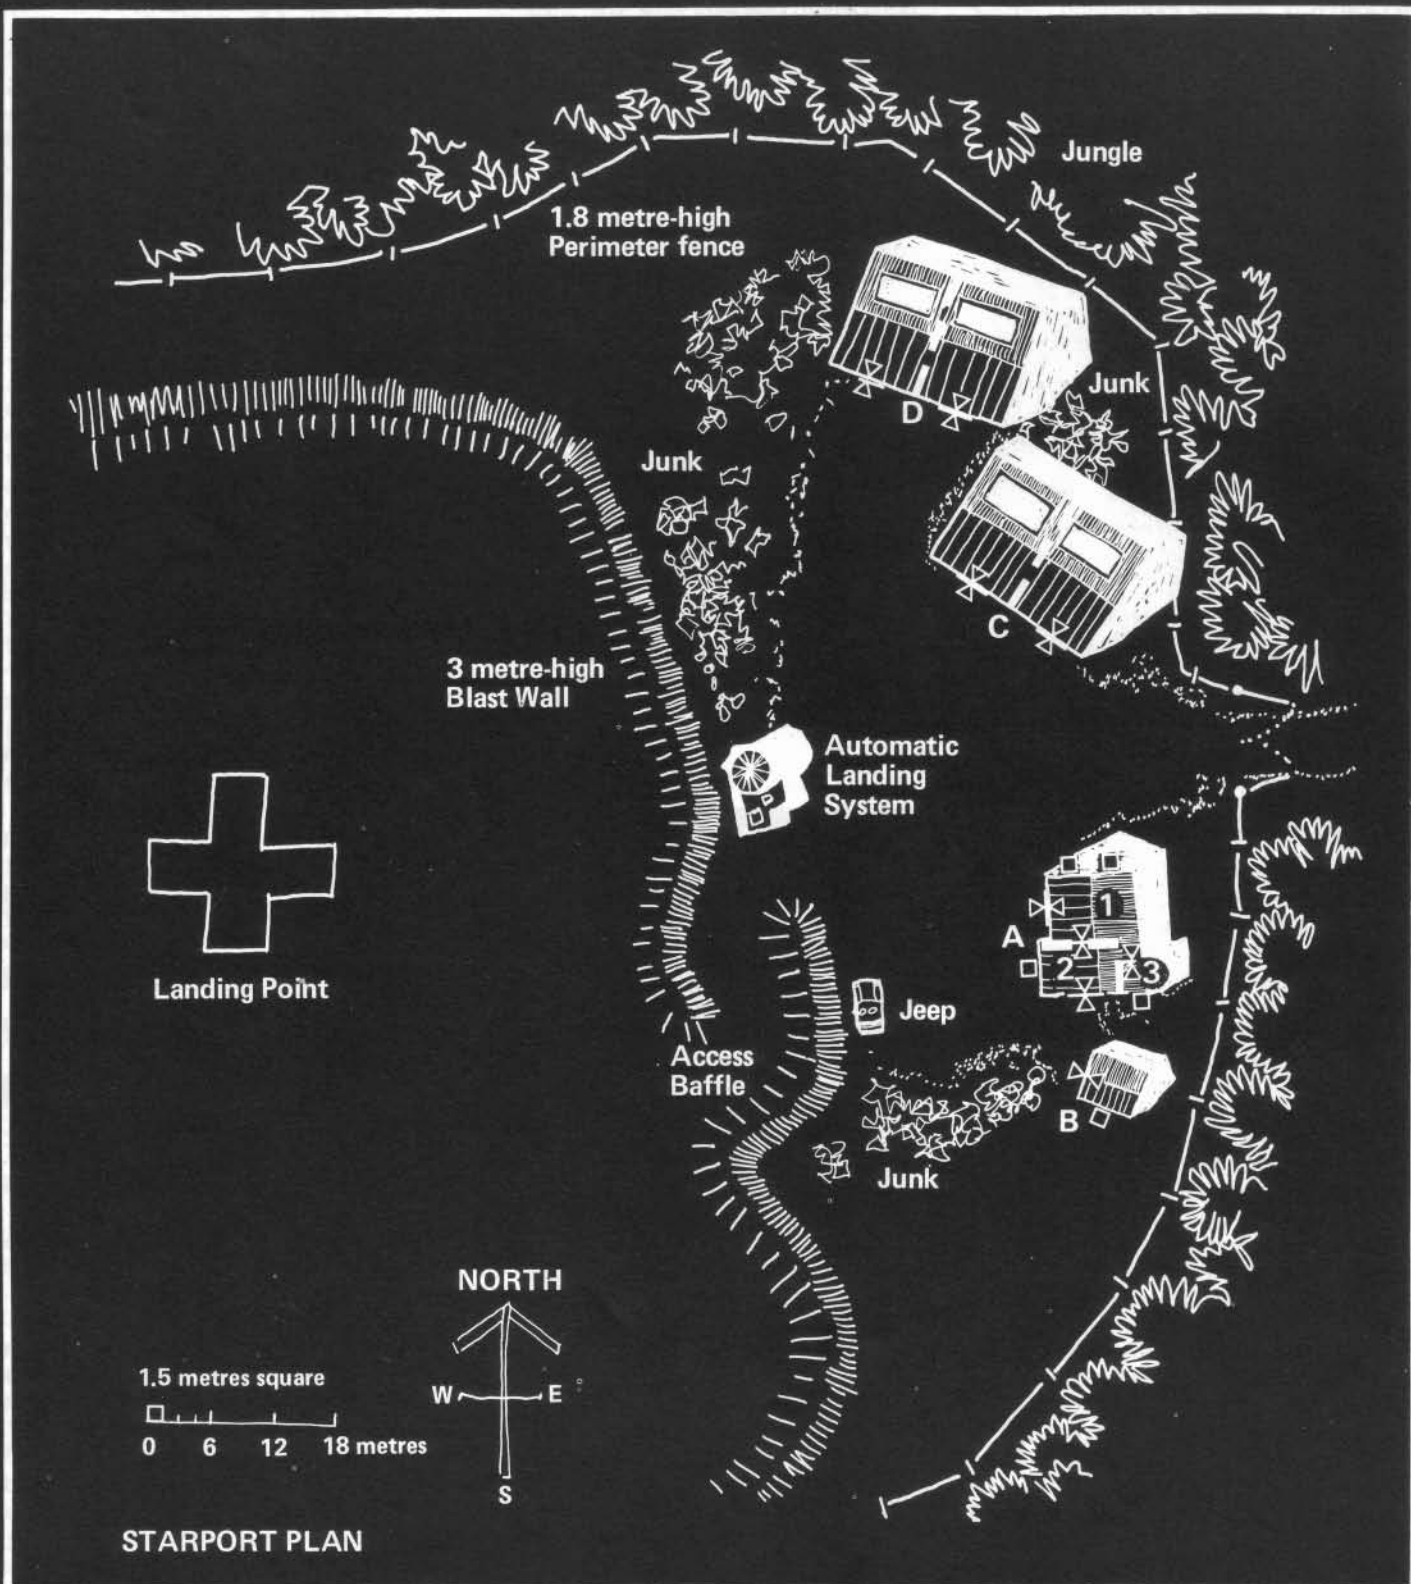 Jungle
1.8 metre-high
Perimeter fence
Junk
D
Junk
C
3 metre-high
Blast Wall
Automatic
Landing
System
1
A
2
3
Landing Point
Jeep
Access
Baffle
B
Junk
NORTH
1.5 metres square
W
E
0 6 12 18 metres
S
STARPORT PLAN